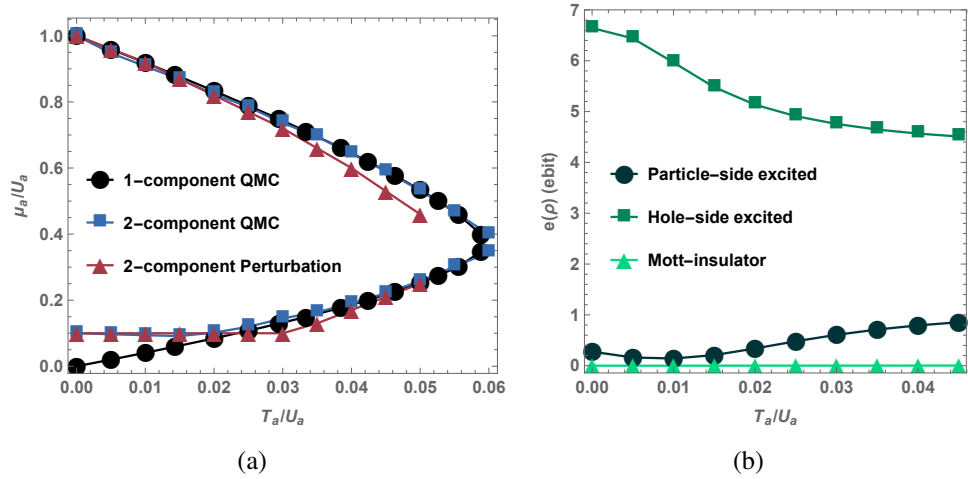 1.0
0.8
0.6
0.4
0.2
0.0
μa/Ua
1-component QMC
2-component QMC
2-component Perturbation
0.00 0.01 0.02 0.03 0.04 0.05 0.06
Ta/Ua
(a)
7
6
5
4
3
2
1
0
e(ρ) (ebit)
Particle-side excited
Hole-side excited
Mott-insulator
0.00 0.01 0.02 0.03 0.04
Ta/Ua
(b)